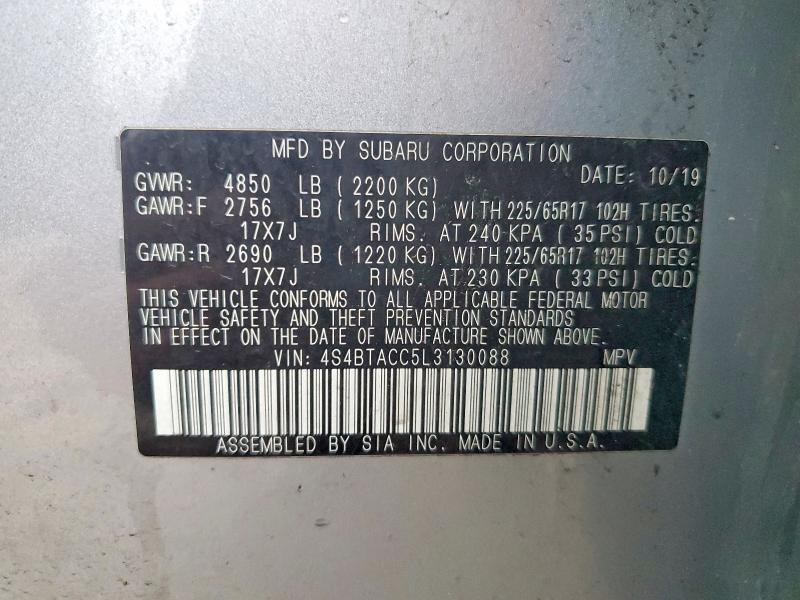 MFD BY SUBARU CORPORATION
DATE: 10/19
GVWR: 4850 LB (2200 KG)
GAWR:F 2756 LB (1250 KG) WITH 225/65R17 102H TIRES.
17X7J RIMS. AT 240 KPA (35 PSI) COLD
GAWR:R 2690 LB (1220 KG) WITH 225/65R17 102H TIRES.
17X7J RIMS. AT 230 KPA (33 PSI) COLD
THIS VEHICLE CONFORMS TO ALL APPLICABLE FEDERAL MOTOR
VEHICLE SAFETY AND THEFT PREVENTION STANDARDS
IN EFFECT ON THE DATE OF MANUFACTURE SHOWN ABOVE.
VIN: 4S4BTACC5L3130088 MPV
ASSEMBLED BY SIA INC. MADE IN U.S.A.